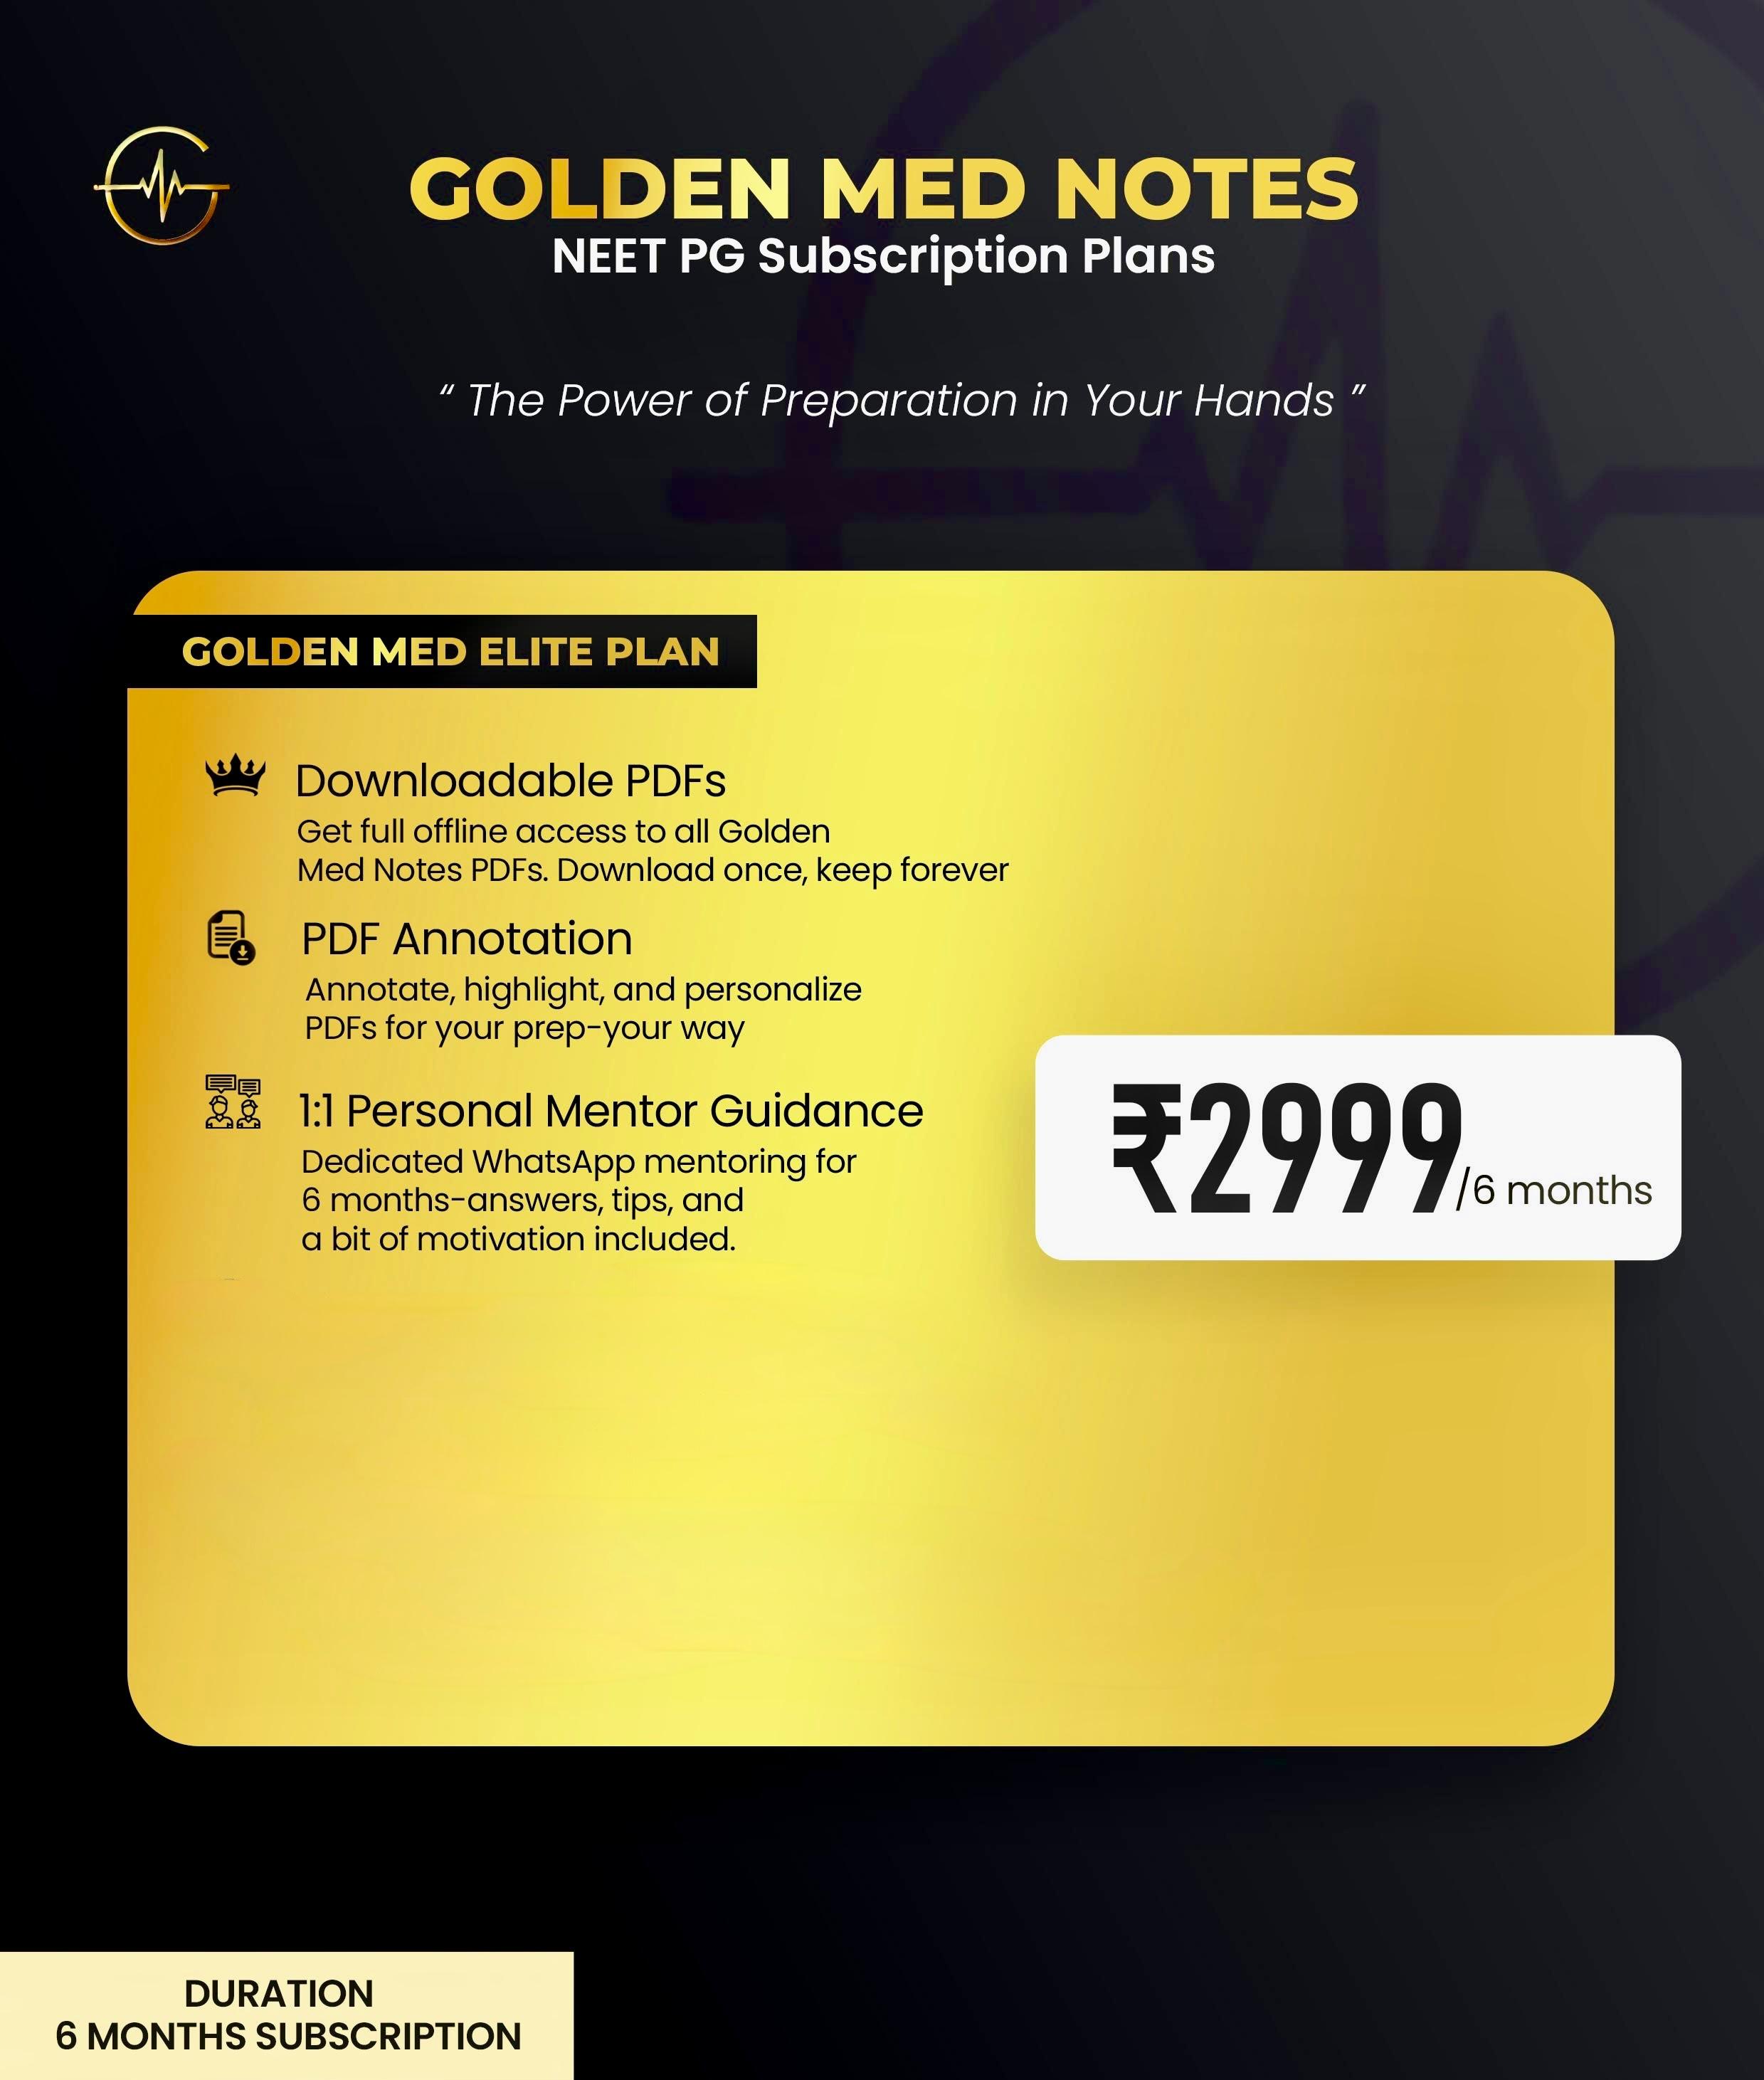 GOLDEN MED NOTES
NEET PG Subscription Plans
“ The Power of Preparation in Your Hands ”
GOLDEN MED ELITE PLAN
Downloadable PDFs
Get full offline access to all Golden
Med Notes PDFs. Download once, keep forever
PDF Annotation
Annotate, highlight, and personalize
PDFs for your prep-your way
1:1 Personal Mentor Guidance
Dedicated WhatsApp mentoring for
6 months-answers, tips, and
a bit of motivation included.
₹2999/6 months
DURATION
6 MONTHS SUBSCRIPTION